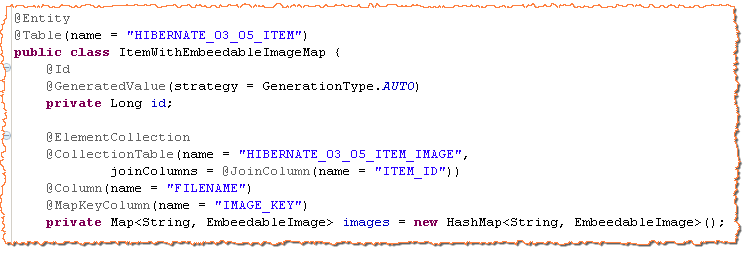 @Entity
@Table(name = "HIBERNATE_03_05_ITEM")
public class ItemWithEmbeedableImageMap {
@Id
@GeneratedValue(strategy = GenerationType.AUTO)
private Long id;
@ElementCollection
@CollectionTable(name = "HIBERNATE_03_05_ITEM_IMAGE",
joinColumns = @JoinColumn(name = "ITEM_ID"))
@Column(name = "FILENAME")
@MapKeyColumn(name = "IMAGE_KEY")
private Map<String, EmbeedableImage> images = new HashMap<String, EmbeedableImage>();